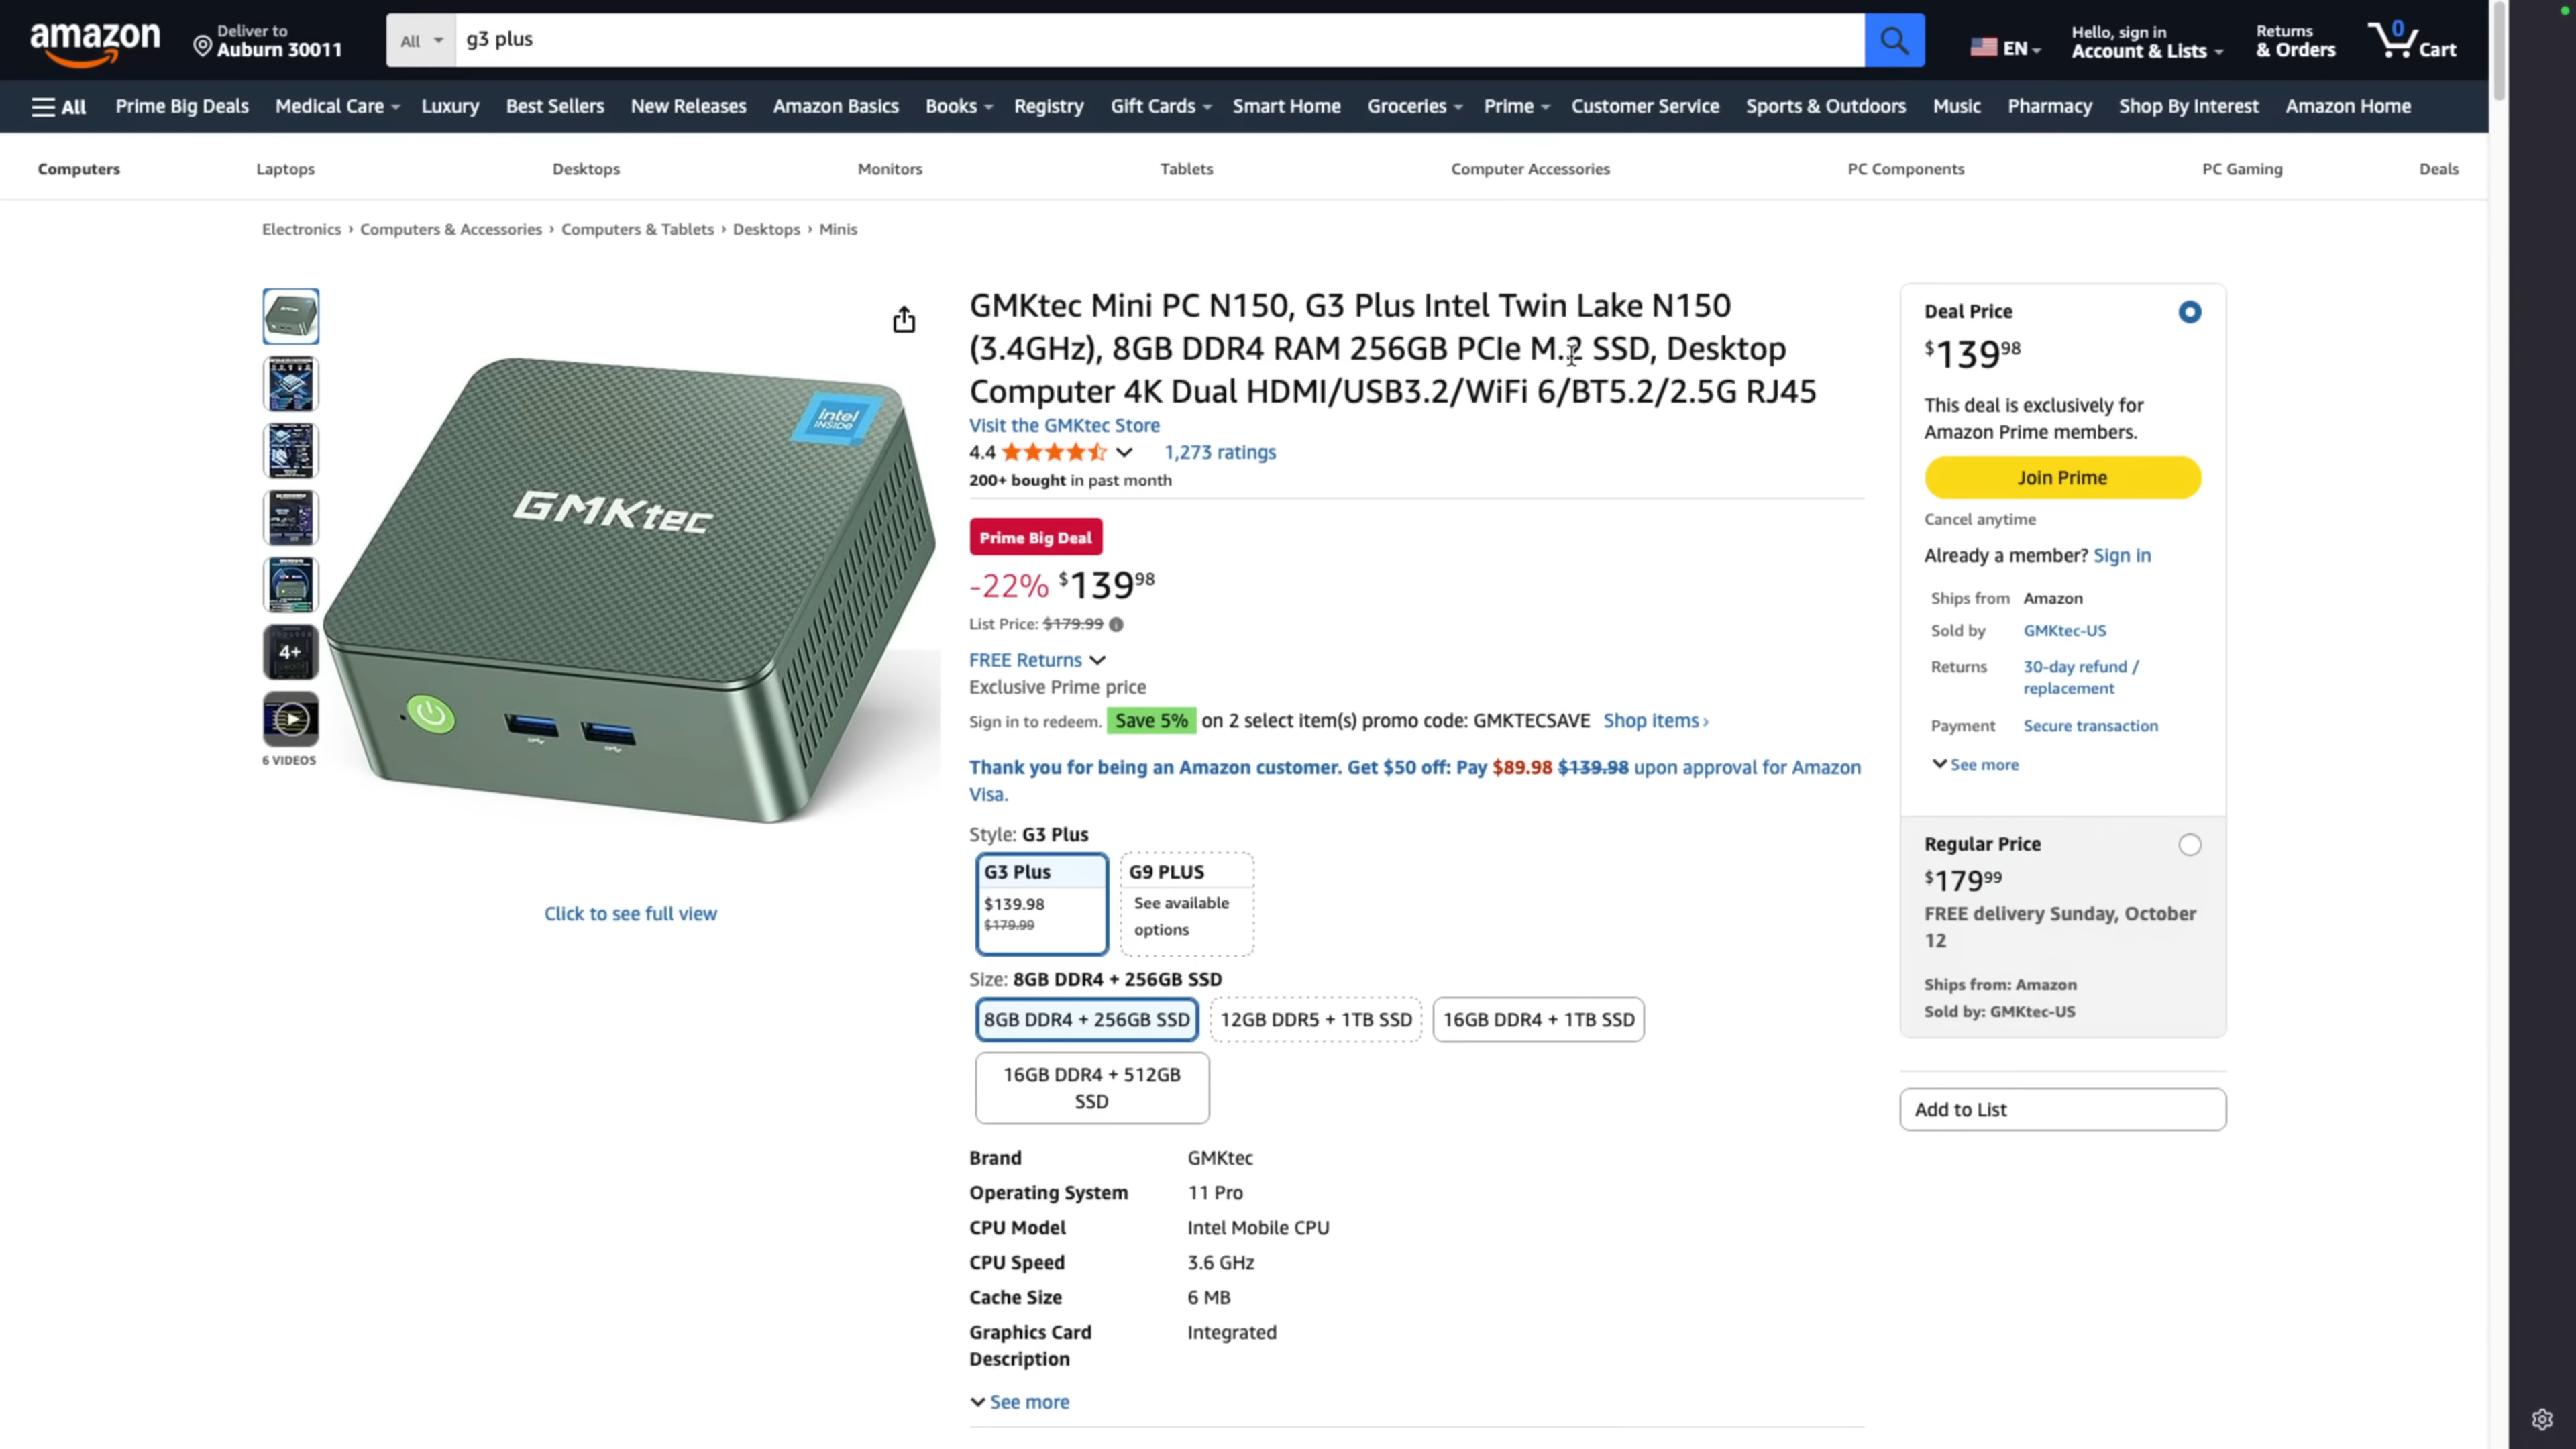 amazon
Deliver to
Auburn 30011
All
g3 plus
EN
Hello, sign in
Account & Lists
Returns
& Orders
0
Cart
All
Prime Big Deals
Medical Care
Luxury
Best Sellers
New Releases
Amazon Basics
Books
Registry
Gift Cards
Smart Home
Groceries
Prime
Customer Service
Sports & Outdoors
Music
Pharmacy
Shop By Interest
Amazon Home
Computers
Laptops
Desktops
Monitors
Tablets
Computer Accessories
PC Components
PC Gaming
Deals
Electronics › Computers & Accessories › Computers & Tablets › Desktops › Minis
4+
6 VIDEOS
intel
INSIDE
GMKtec
Click to see full view
GMKtec Mini PC N150, G3 Plus Intel Twin Lake N150
(3.4GHz), 8GB DDR4 RAM 256GB PCIe M.2 SSD, Desktop
Computer 4K Dual HDMI/USB3.2/WiFi 6/BT5.2/2.5G RJ45
Visit the GMKtec Store
4.4
1,273 ratings
200+ bought in past month
Prime Big Deal
-22% $139 98
List Price: $179.99
FREE Returns
Exclusive Prime price
Sign in to redeem. Save 5% on 2 select item(s) promo code: GMKTECSAVE Shop items ›
Thank you for being an Amazon customer. Get $50 off: Pay $89.98 $139.98 upon approval for Amazon
Visa.
Style: G3 Plus
G3 Plus
$139.98
$179.99
G9 PLUS
See available
options
Size: 8GB DDR4 + 256GB SSD
8GB DDR4 + 256GB SSD
12GB DDR5 + 1TB SSD
16GB DDR4 + 1TB SSD
16GB DDR4 + 512GB
SSD
Brand GMKtec
Operating System 11 Pro
CPU Model Intel Mobile CPU
CPU Speed 3.6 GHz
Cache Size 6 MB
Graphics Card Integrated
Description
See more
Deal Price
$139 98
This deal is exclusively for
Amazon Prime members.
Join Prime
Cancel anytime
Already a member? Sign in
Ships from Amazon
Sold by GMKtec-US
Returns 30-day refund /
replacement
Payment Secure transaction
See more
Regular Price
$179 99
FREE delivery Sunday, October
12
Ships from: Amazon
Sold by: GMKtec-US
Add to List